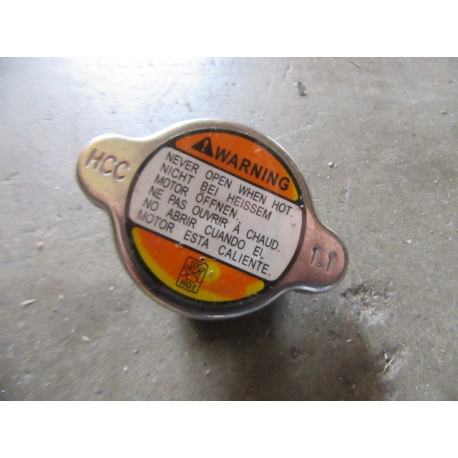 HCC
WARNING
NEVER OPEN WHEN HOT.
NICHT BEI HEISSEM
MOTOR ÖFFNEN.
NE PAS OUVRIR À CHAUD.
NO ABRIR CUANDO EL
MOTOR ESTA CALIENTE.
HOT
1.1